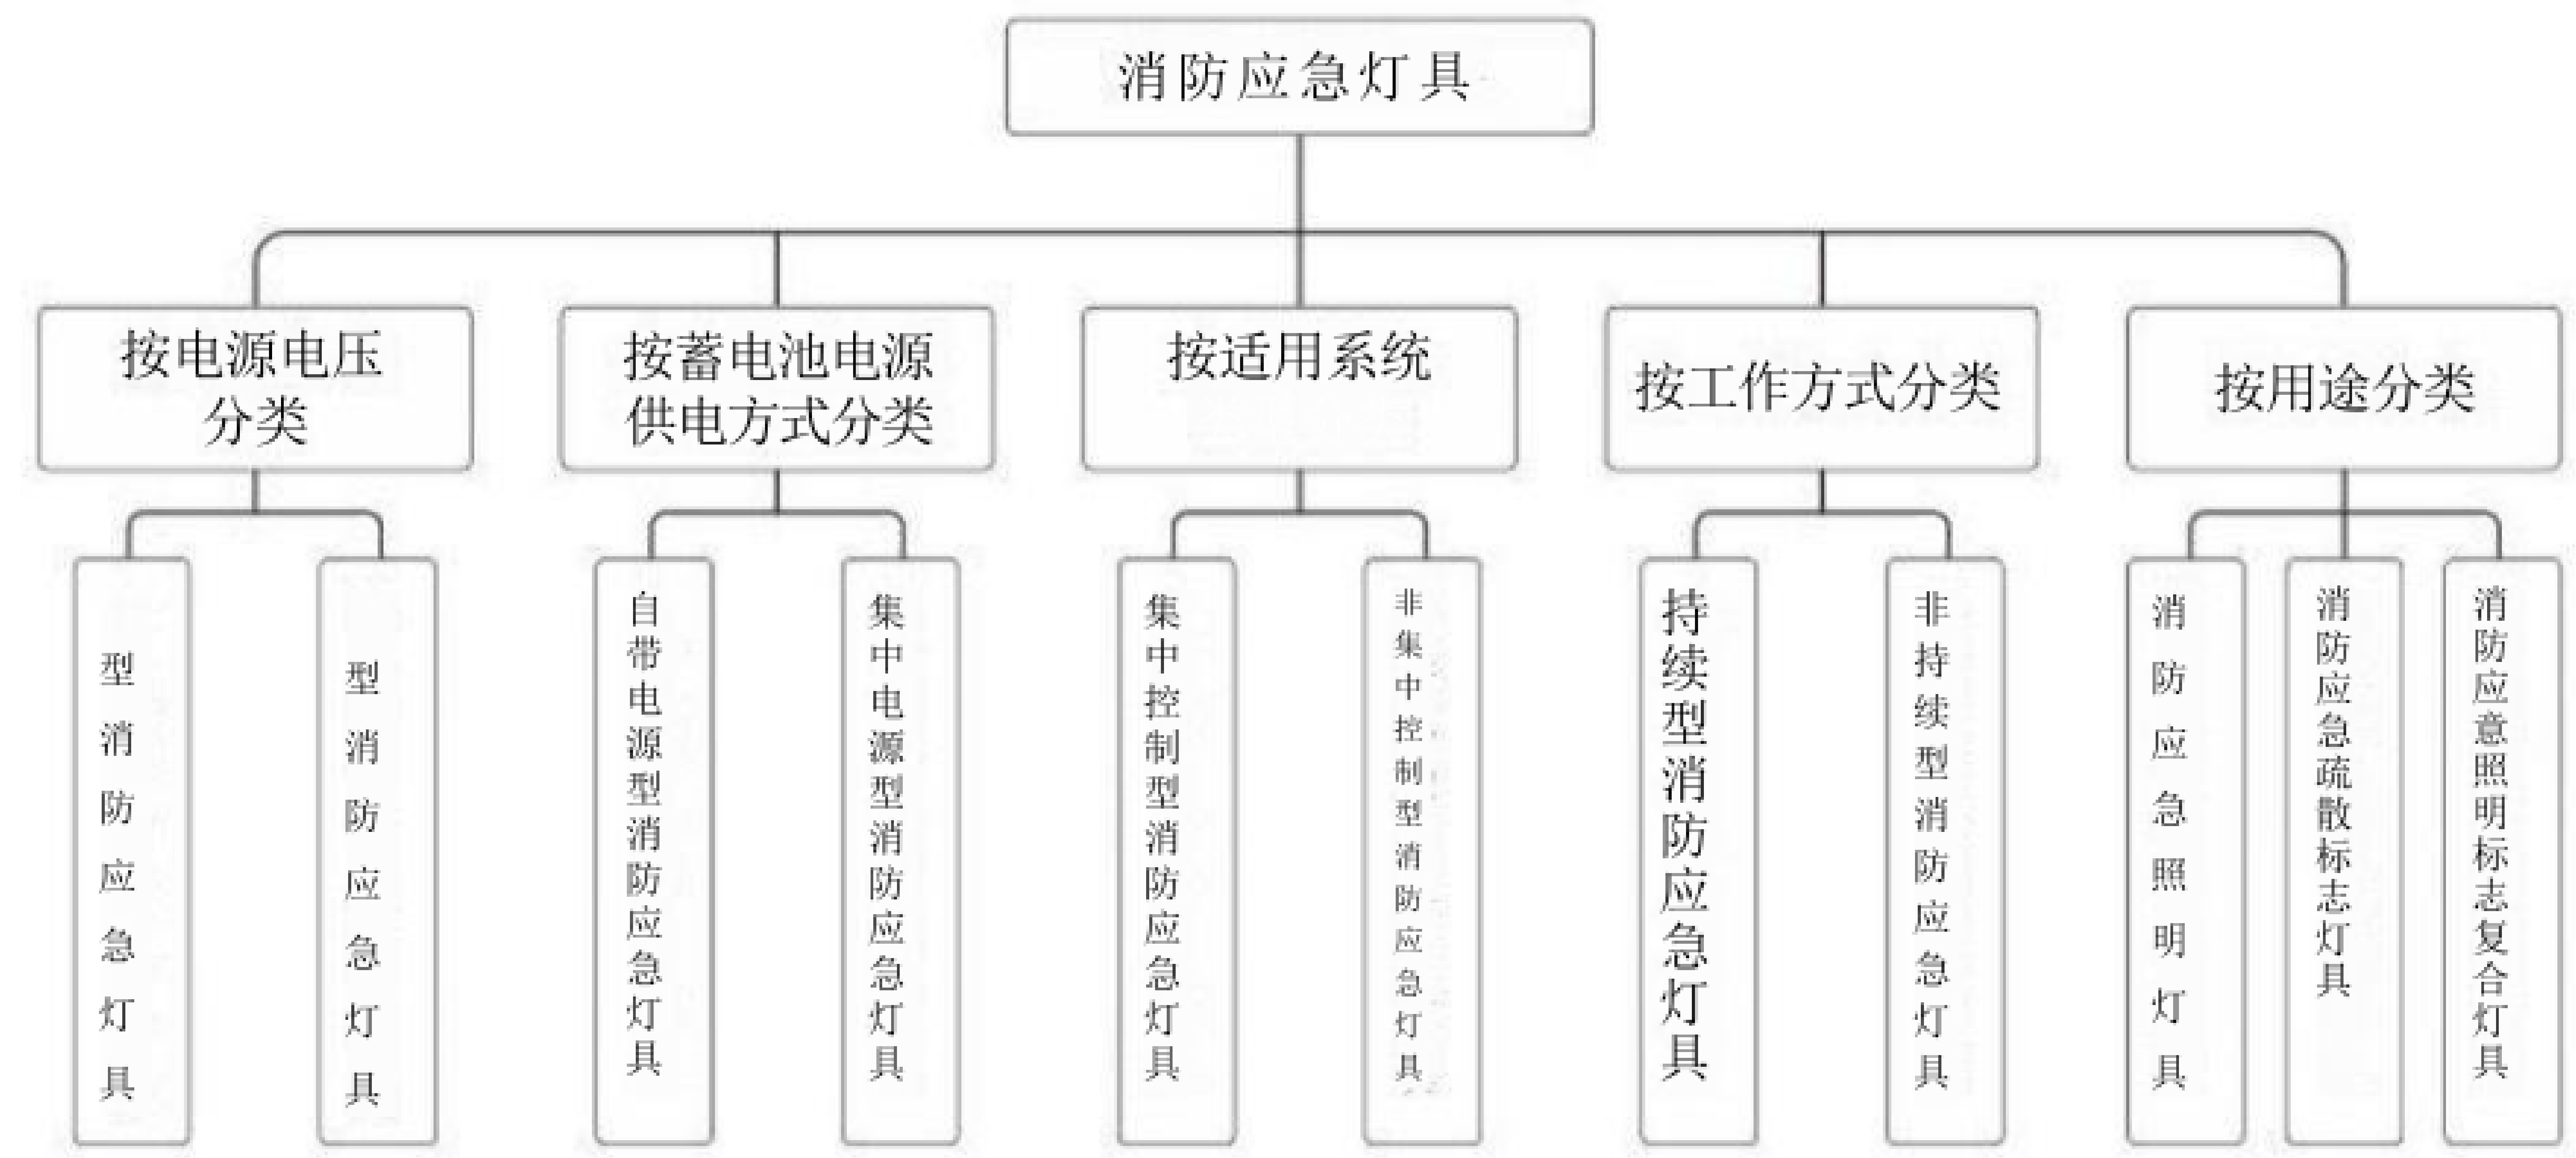 消防应急灯具
按电源电压
分类
按蓄电池电源
供电方式分类
按适用系统
按工作方式分类
按用途分类
型消防应急灯具
型消防应急灯具
自带电源型消防应急灯具
集中电源型消防应急灯具
集中控制型消防应急灯具
非集中控制型消防应急灯具
持续型消防应急灯具
非持续型消防应急灯具
消防应急照明灯具
消防应急疏散标志灯具
消防应意照明标志复合灯具